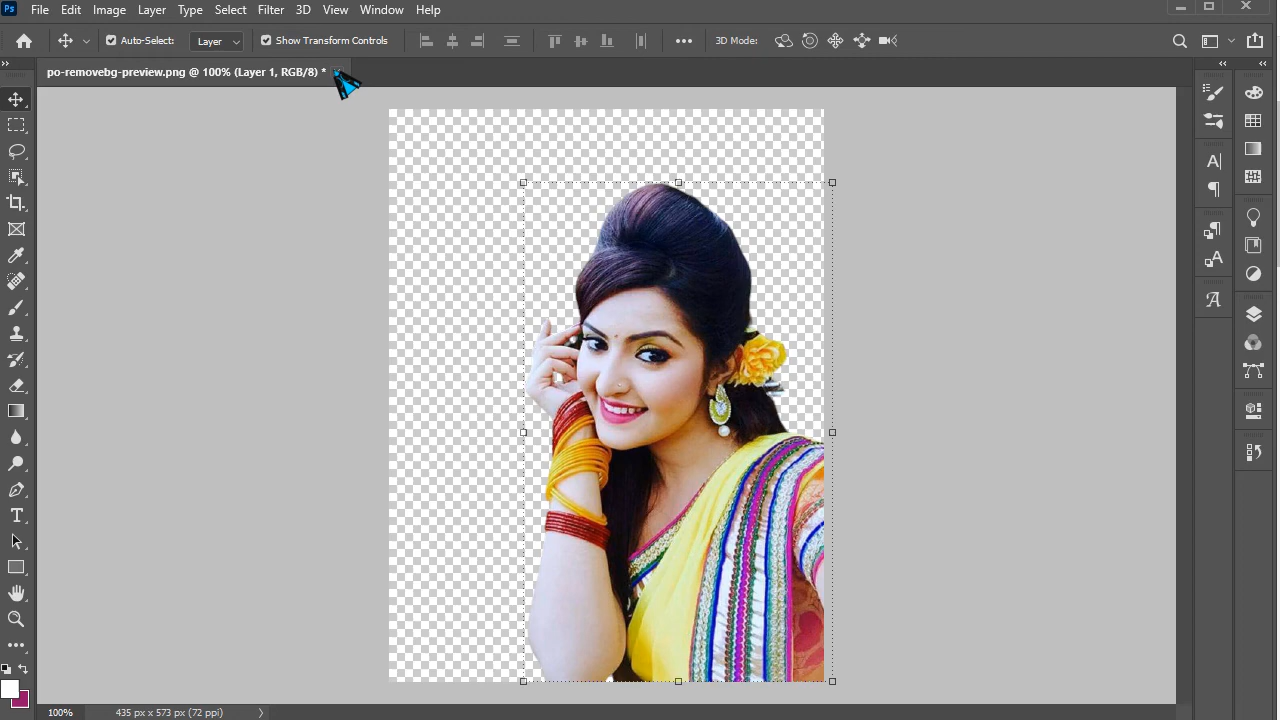 Ps File Edit Image Layer Type Select Filter 3D View Window Help
Auto-Select: Layer Show Transform Controls 3D Mode:
po-removebg-preview.png @ 100% (Layer 1, RGB/8) *
100% 435 px x 573 px (72 ppi)